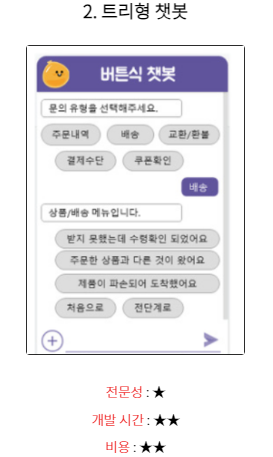 2. 트리형 챗봇
버튼식 챗봇
문의 유형을 선택해주세요.
주문내역 배송 교환/환불
결제수단 쿠폰확인
배송
상품/배송 메뉴입니다.
받지 못했는데 수령확인 되었어요
주문한 상품과 다른 것이 왔어요
제품이 파손되어 도착했어요
처음으로 전단계로
전문성 : ★
개발 시간 : ★★
비용 : ★★